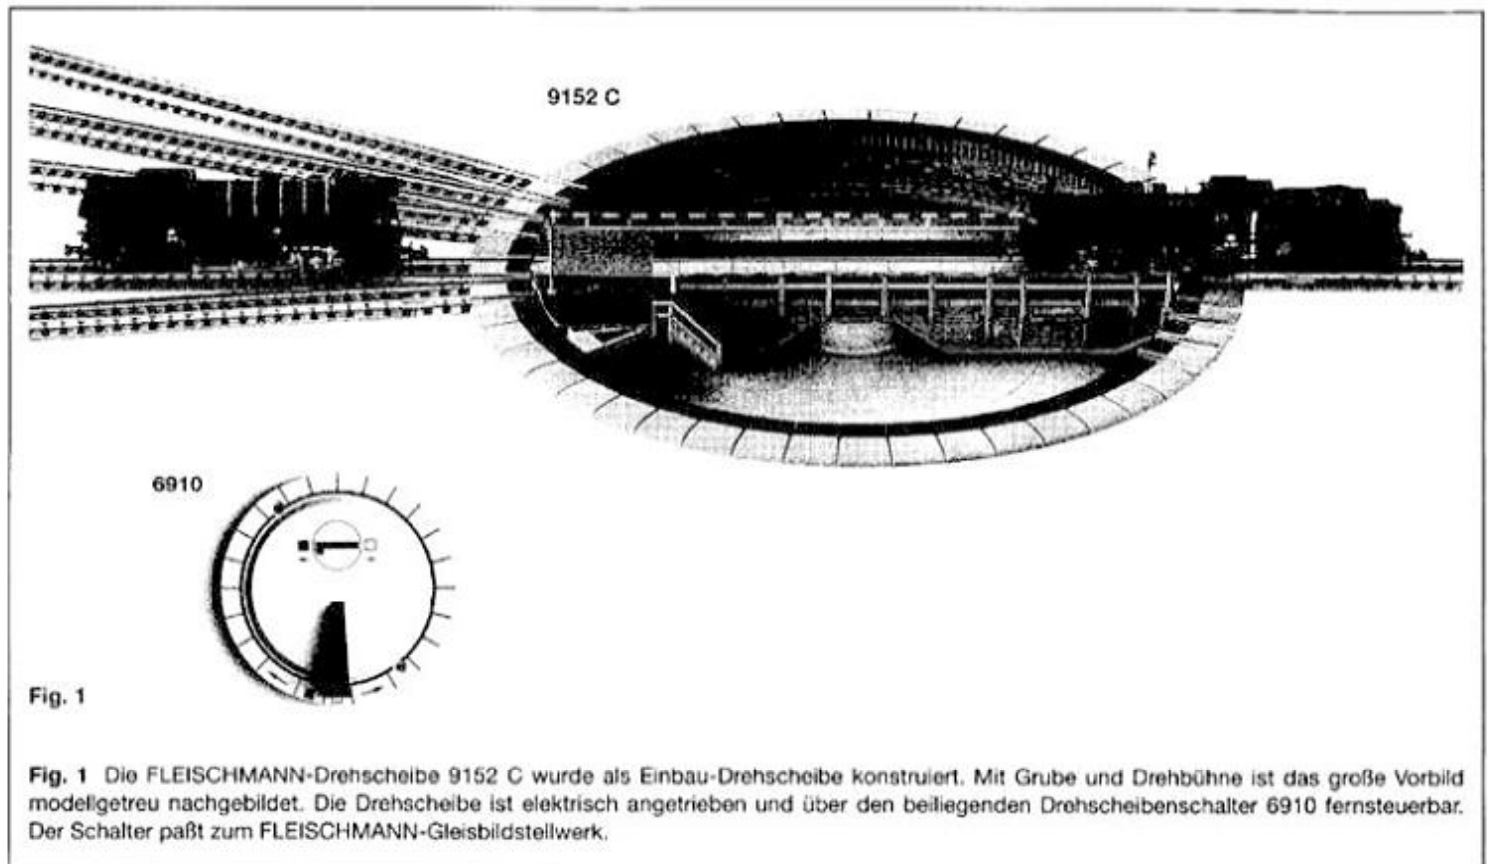 9152 C
6910
Fig. 1
Fig. 1 Die FLEISCHMANN-Drehscheibe 9152 C wurde als Einbau-Drehscheibe konstruiert. Mit Grube und Drehbühne ist das große Vorbild
modellgetreu nachgebildet. Die Drehscheibe ist elektrisch angetrieben und über den beiliegenden Drehscheibenschalter 6910 fernsteuerbar.
Der Schalter paßt zum FLEISCHMANN-Gleisbildstellwerk.